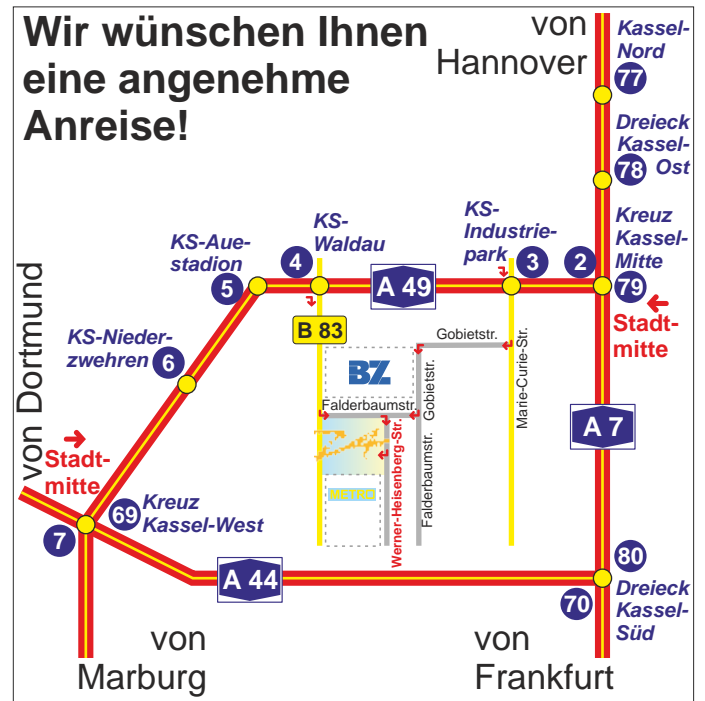 Wir wünschen Ihnen
eine angenehme
Anreise!
von
Hannover
Kassel-
Nord
77
Dreieck
Kassel-
Ost
78
Kreuz
Kassel-
Mitte
79
2
KS-
Industrie-
park
3
KS-
Waldau
4
KS-Aue-
stadion
5
A 49
Stadt-
mitte
B 83
Gobietstr.
BZ
Gobietstr.
Marie-Curie-Str.
Falderbaumstr.
Falderbaumstr.
Werner-Heisenberg-Str.
METRO
KS-Nieder-
zwehren
6
von Dortmund
Stadt-
mitte
A 7
69
Kreuz
Kassel-West
7
A 44
80
70
Dreieck
Kassel-
Süd
von
Marburg
von
Frankfurt